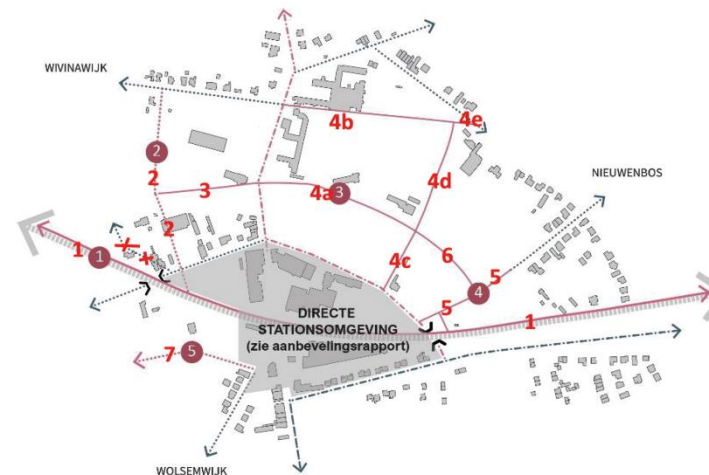 WIVINAWIJK
4b
4e
2
2
3
4a
3
4d
NIEUWENBOS
2
6
1
1
4c
5
4
5
DIRECTE
STATIONSOMGEVING
(zie aanbevelingsrapport)
1
7
5
WOLSEMWIJK